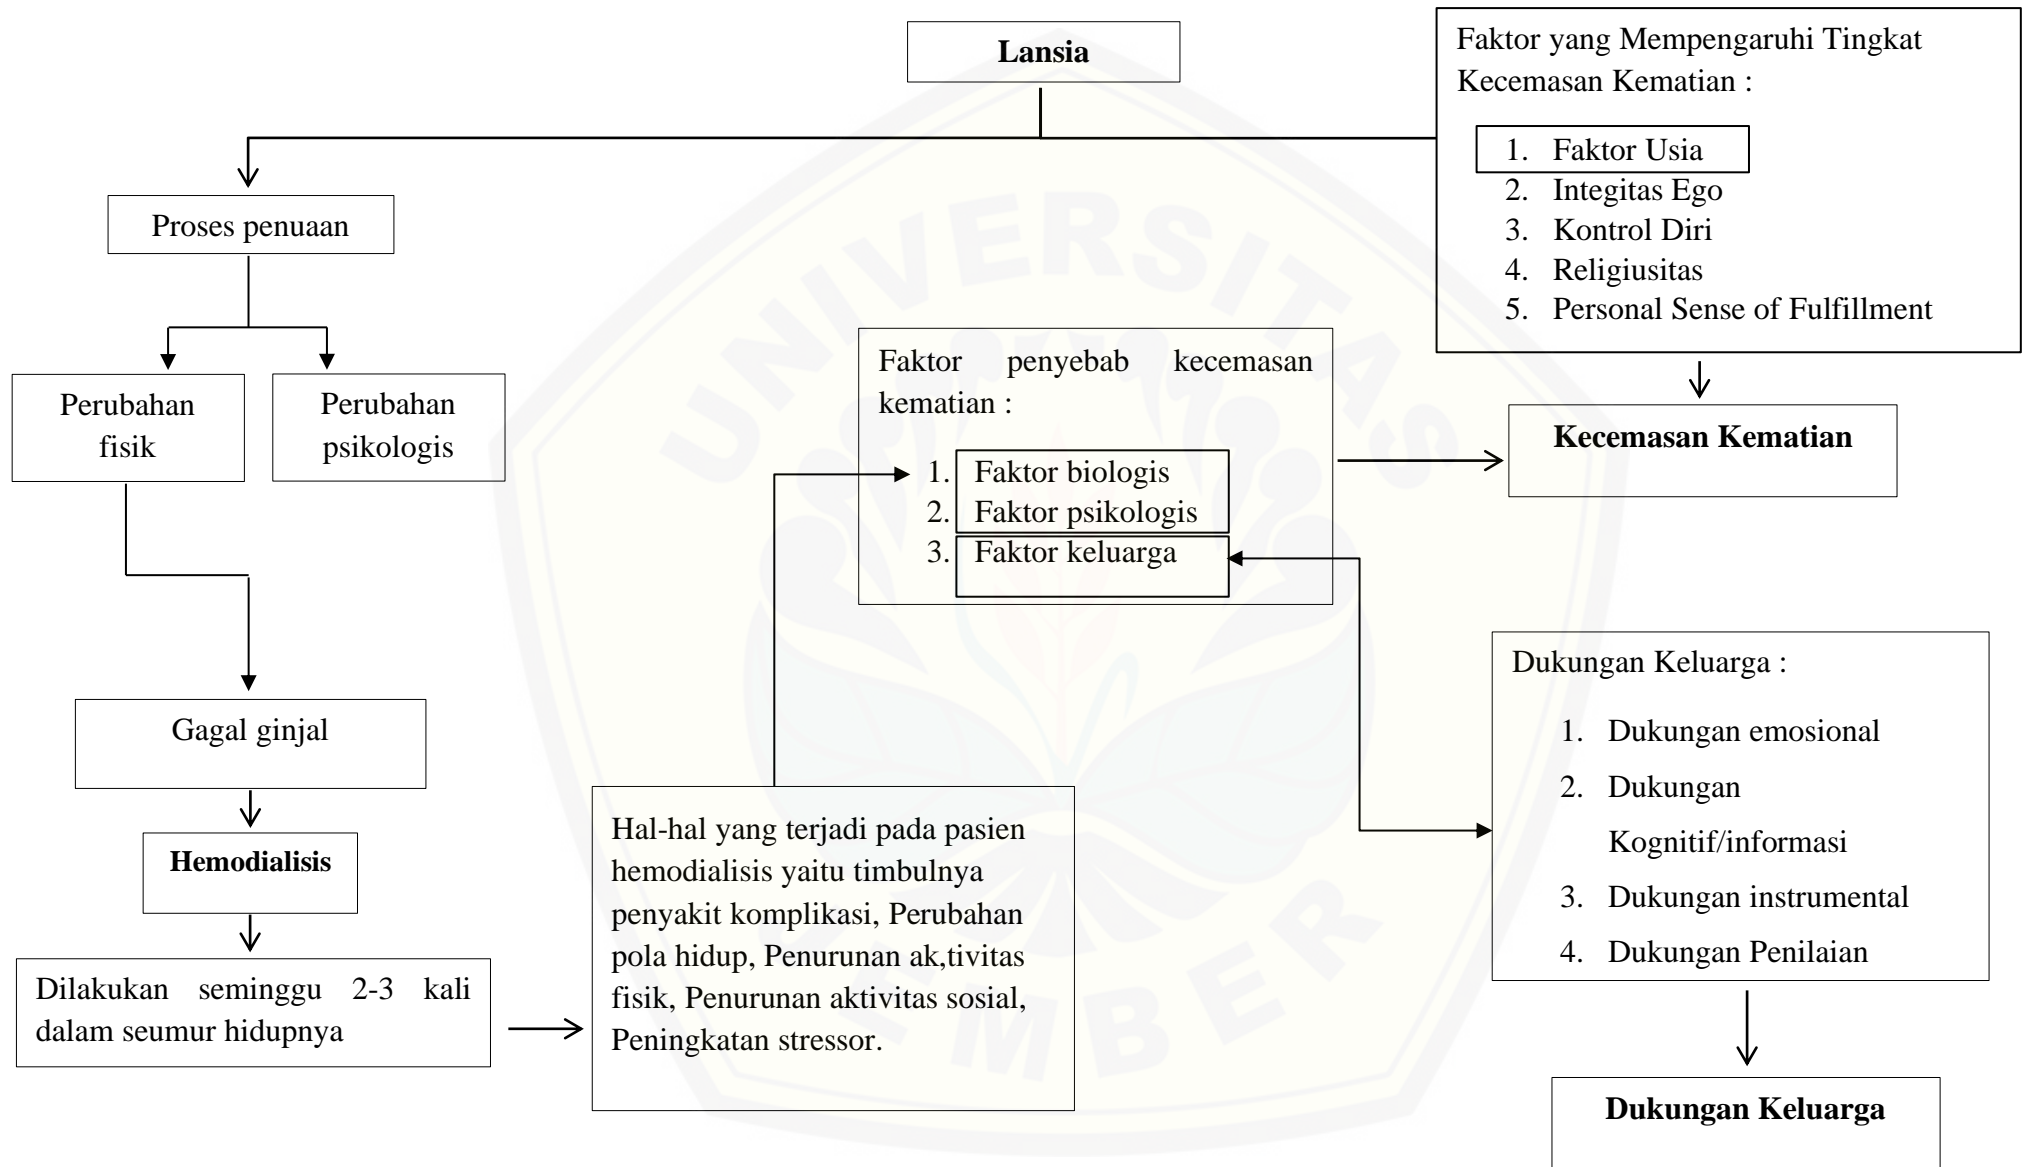 Lansia
Faktor yang Mempengaruhi Tingkat
Kecemasan Kematian :
1. Faktor Usia
2. Integitas Ego
3. Kontrol Diri
4. Religiusitas
5. Personal Sense of Fulfillment
Proses penuaan
Perubahan
fisik
Perubahan
psikologis
Faktor penyebab kecemasan
kematian :
1. Faktor biologis
2. Faktor psikologis
3. Faktor keluarga
Kecemasan Kematian
Gagal ginjal
Hemodialisis
Dilakukan seminggu 2-3 kali
dalam seumur hidupnya
Hal-hal yang terjadi pada pasien
hemodialisis yaitu timbulnya
penyakit komplikasi, Perubahan
pola hidup, Penurunan ak,tivitas
fisik, Penurunan aktivitas sosial,
Peningkatan stressor.
Dukungan Keluarga :
1. Dukungan emosional
2. Dukungan
Kognitif/informasi
3. Dukungan instrumental
4. Dukungan Penilaian
Dukungan Keluarga
UNIVERSITAS
JEMBER